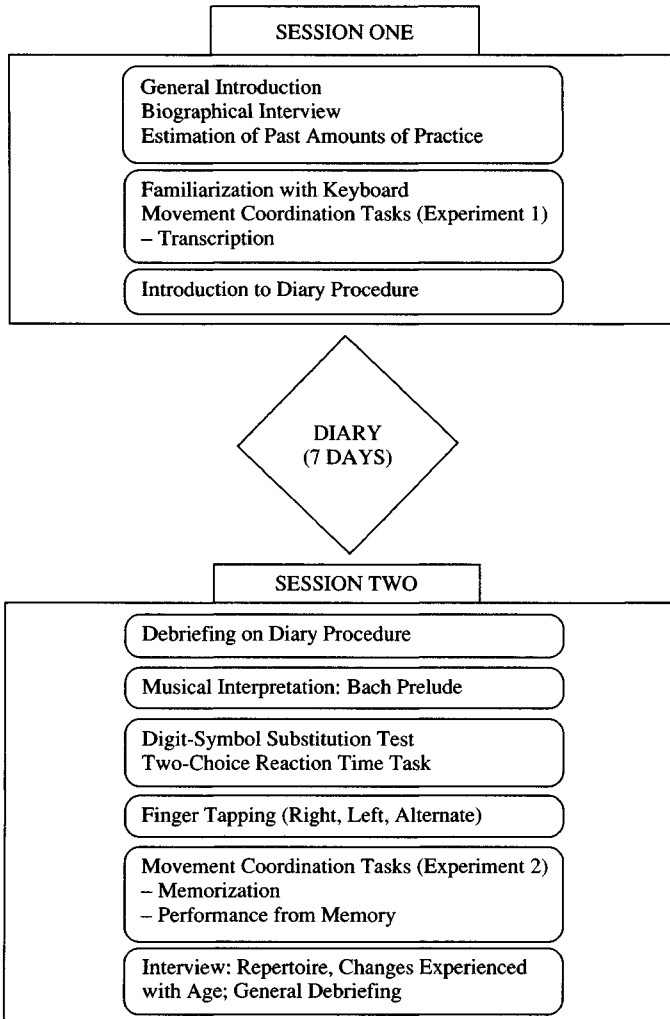 SESSION ONE
General Introduction
Biographical Interview
Estimation of Past Amounts of Practice
Familiarization with Keyboard
Movement Coordination Tasks (Experiment 1)
– Transcription
Introduction to Diary Procedure
DIARY
(7 DAYS)
SESSION TWO
Debriefing on Diary Procedure
Musical Interpretation: Bach Prelude
Digit-Symbol Substitution Test
Two-Choice Reaction Time Task
Finger Tapping (Right, Left, Alternate)
Movement Coordination Tasks (Experiment 2)
– Memorization
– Performance from Memory
Interview: Repertoire, Changes Experienced
with Age; General Debriefing